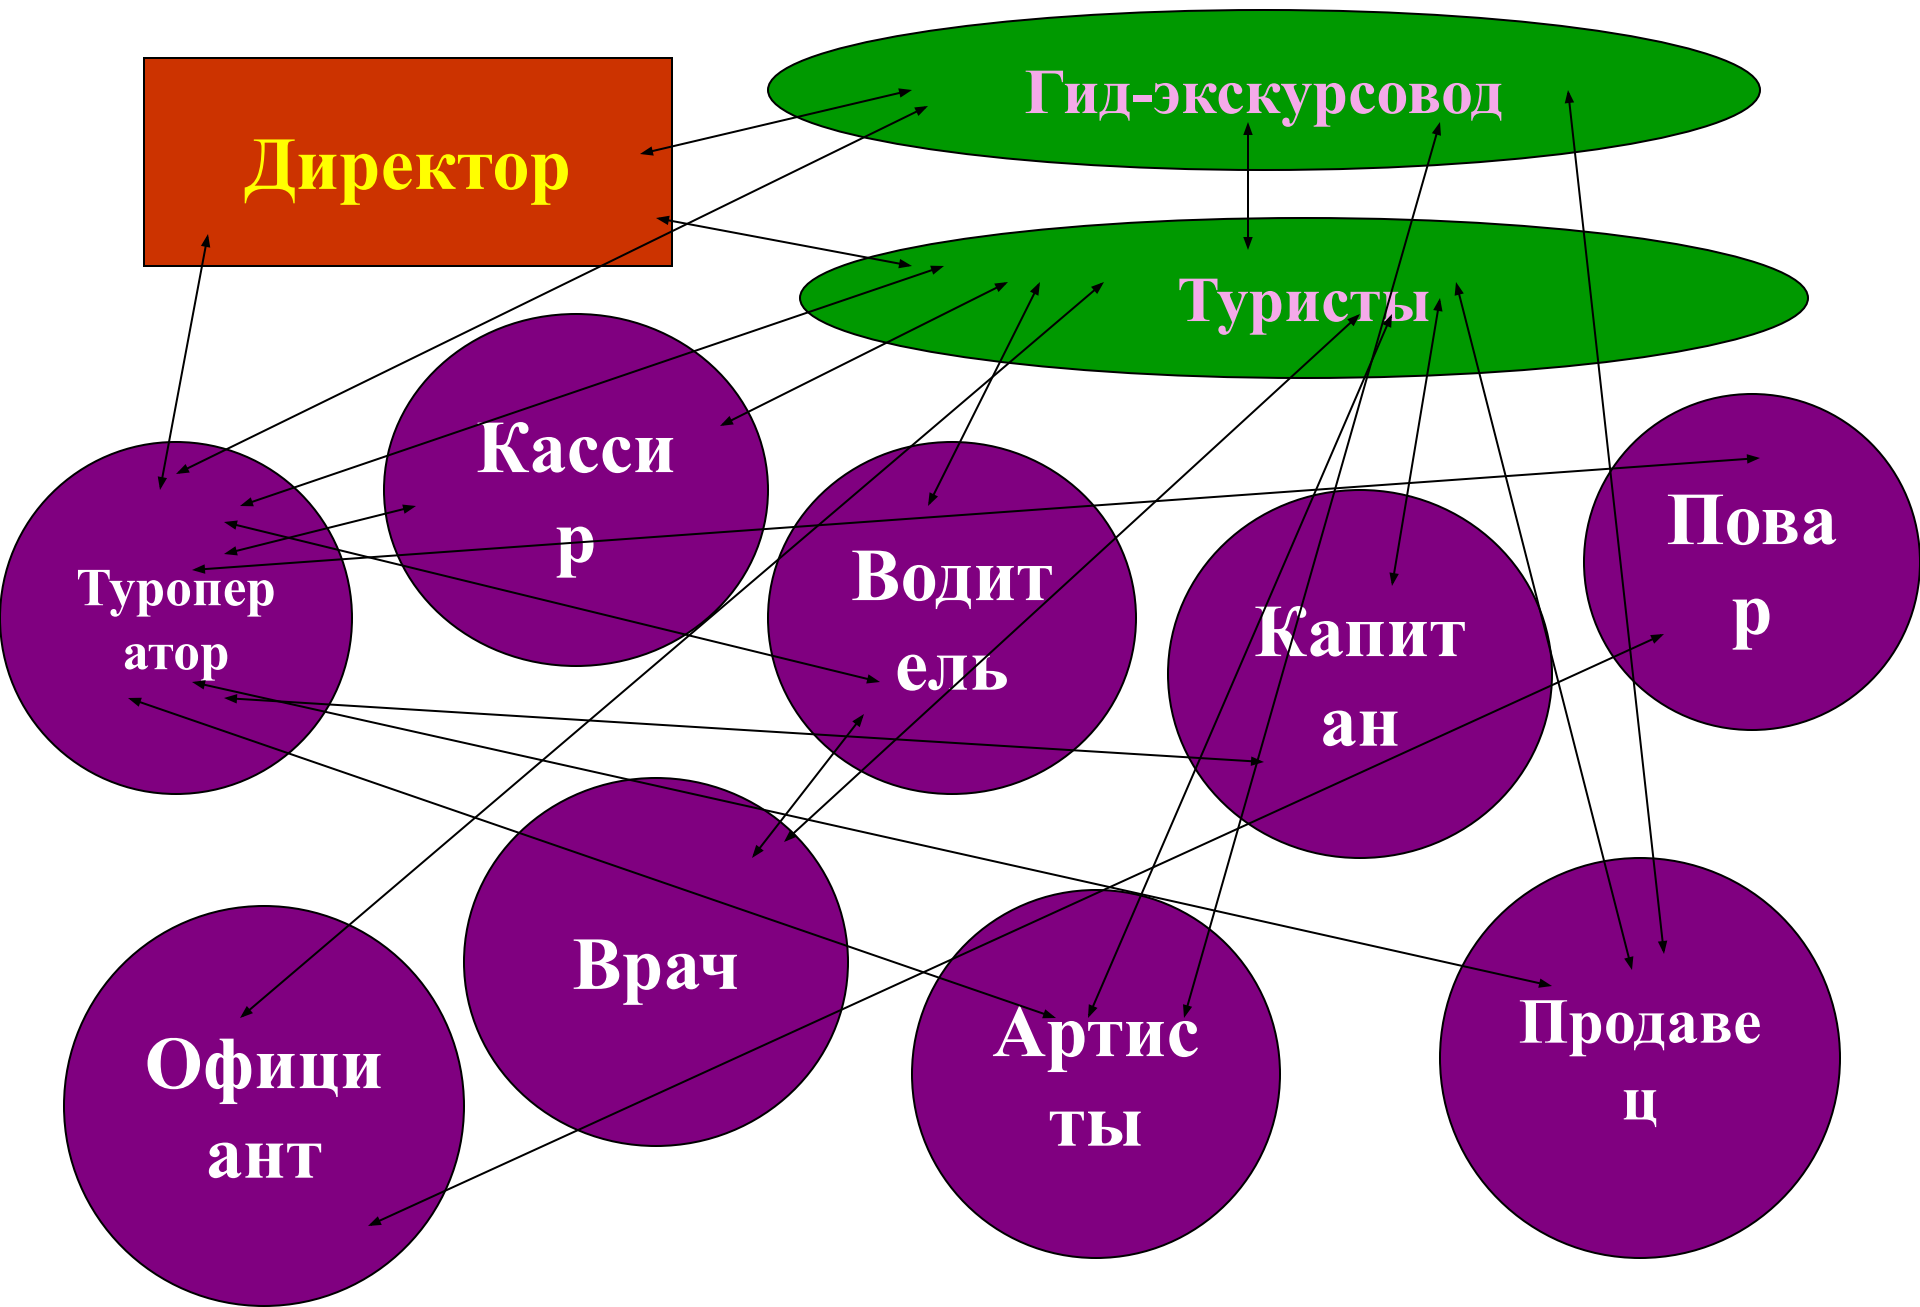 Гид-экскурсовод
Директор
Туристы
Касси
р
Пова
р
Туропер
атор
Водит
ель
Капит
ан
Врач
Артис
ты
Продаве
ц
Офици
ант